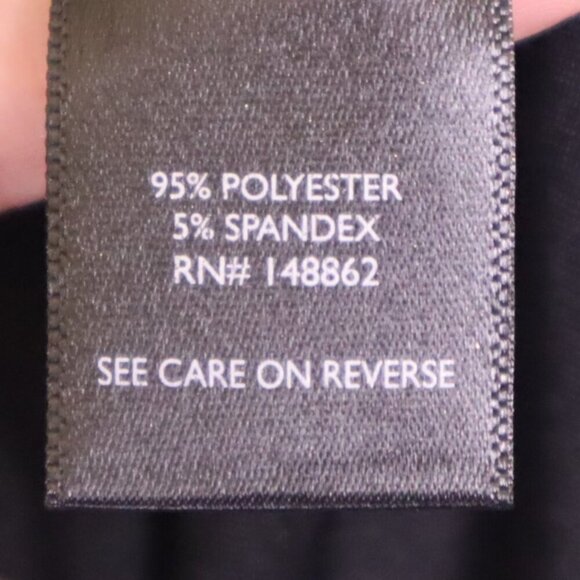 95% POLYESTER
5% SPANDEX
RN# 148862
SEE CARE ON REVERSE